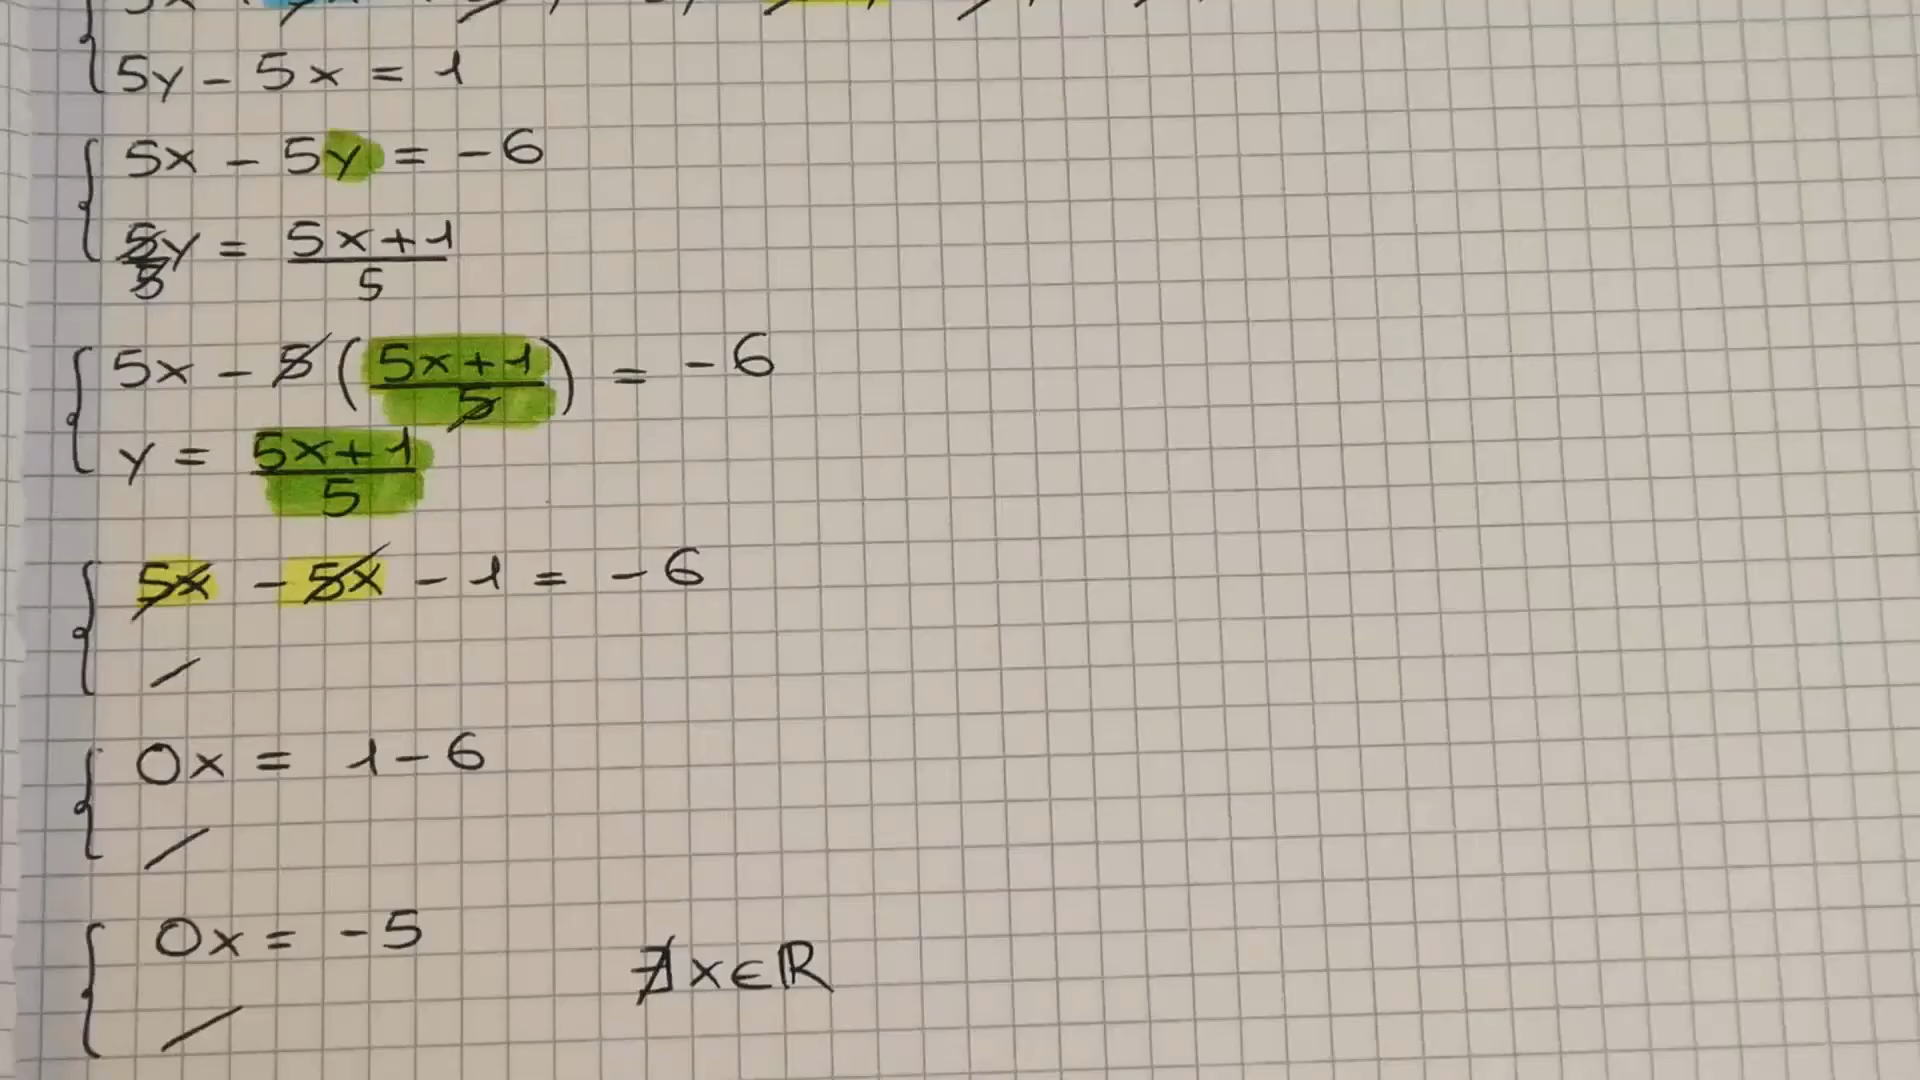 5y - 5x = 1
5x - 5y = -6
5/5 y = (5x+1)/5
5x - 5 ((5x+1)/5) = -6
y = (5x+1)/5
5x - 5x - 1 = -6
/
0x = 1-6
/
0x = -5
∄ x∈ℝ
/